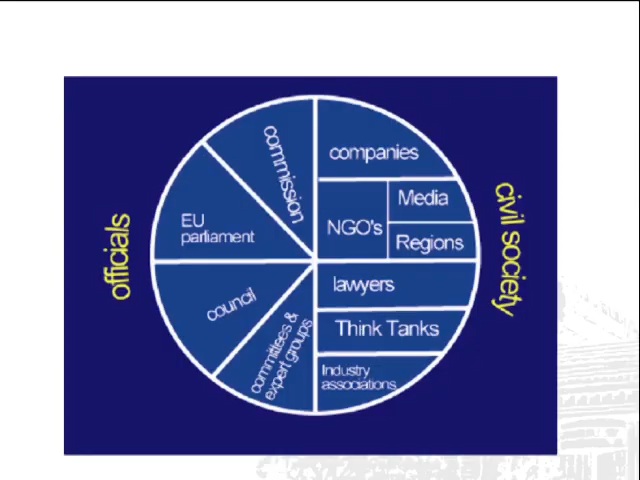 officials
commission
EU
parliament
council
committees &
expert groups
companies
NGO's
Media
Regions
lawyers
Think Tanks
Industry
associations
civil society